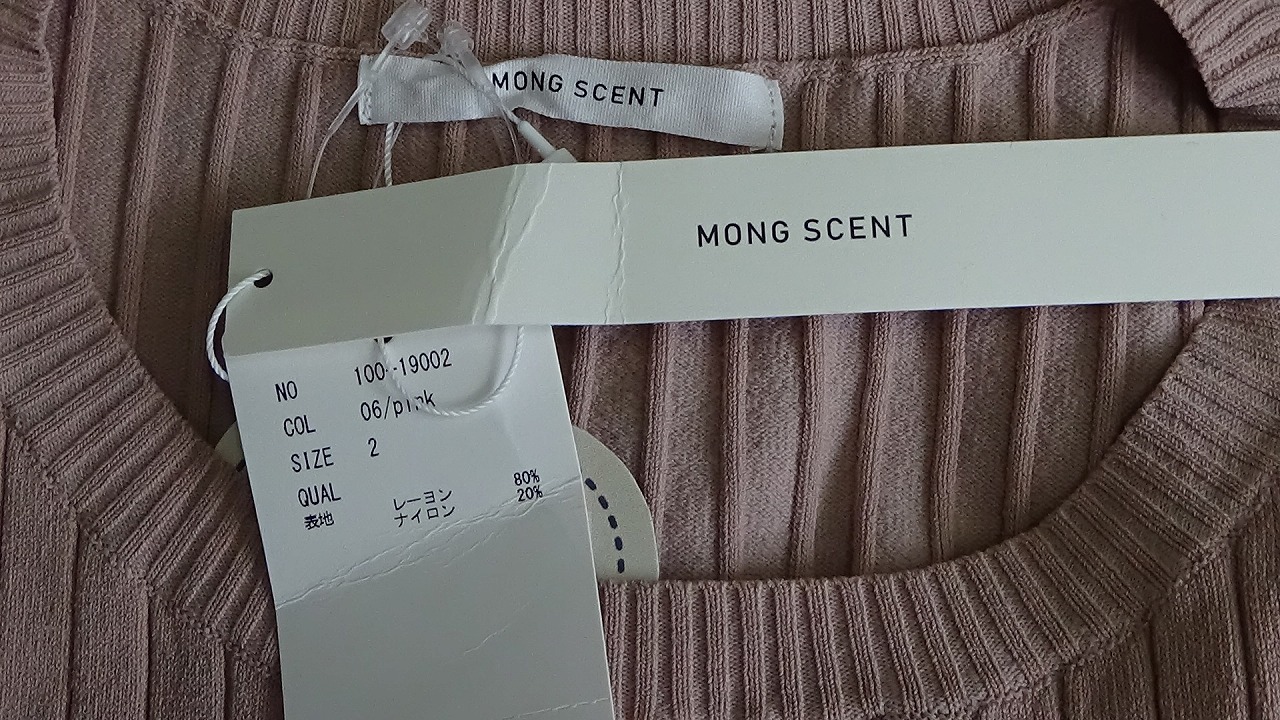 MONG SCENT
MONG SCENT
NO
COL 06/pink
SIZE 2
QUAL
表地 レーヨン 80%
ナイロン 20%